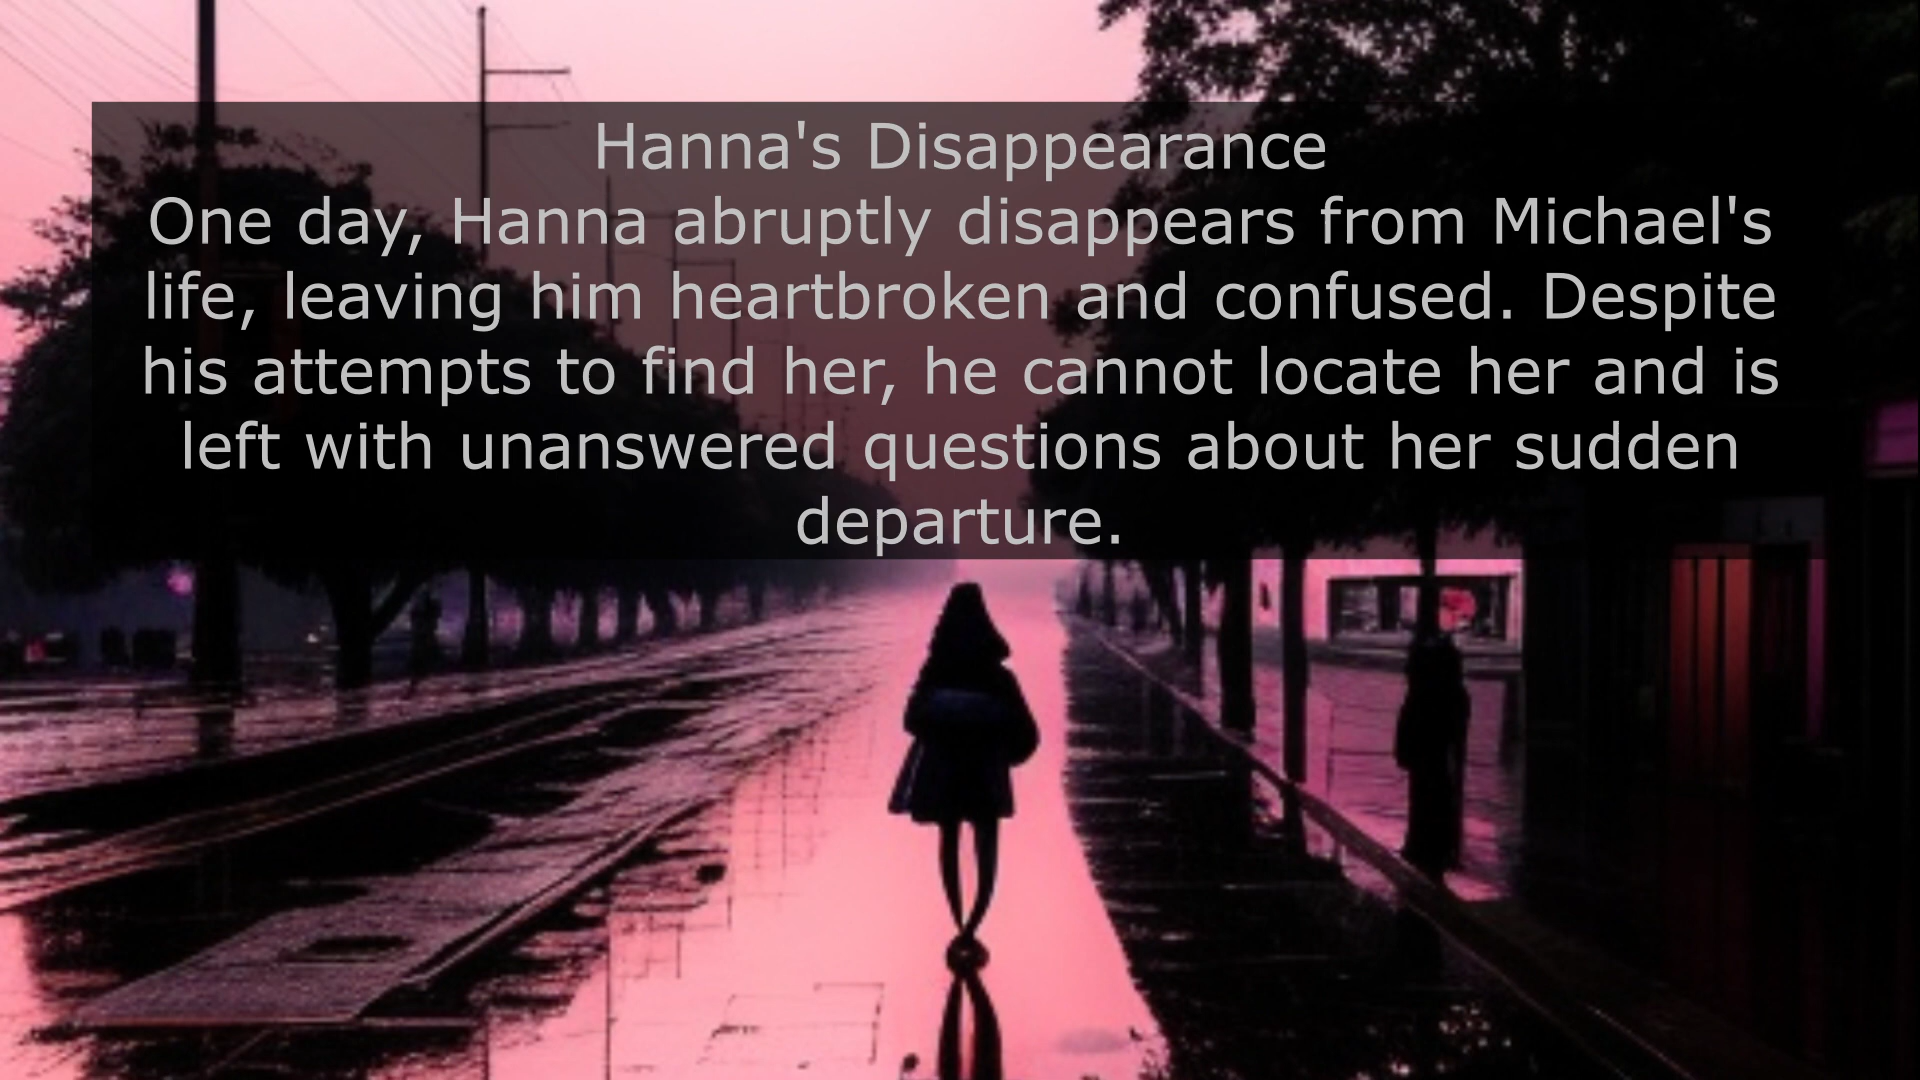 Hanna's Disappearance
One day, Hanna abruptly disappears from Michael's
life, leaving him heartbroken and confused. Despite
his attempts to find her, he cannot locate her and is
left with unanswered questions about her sudden
departure.